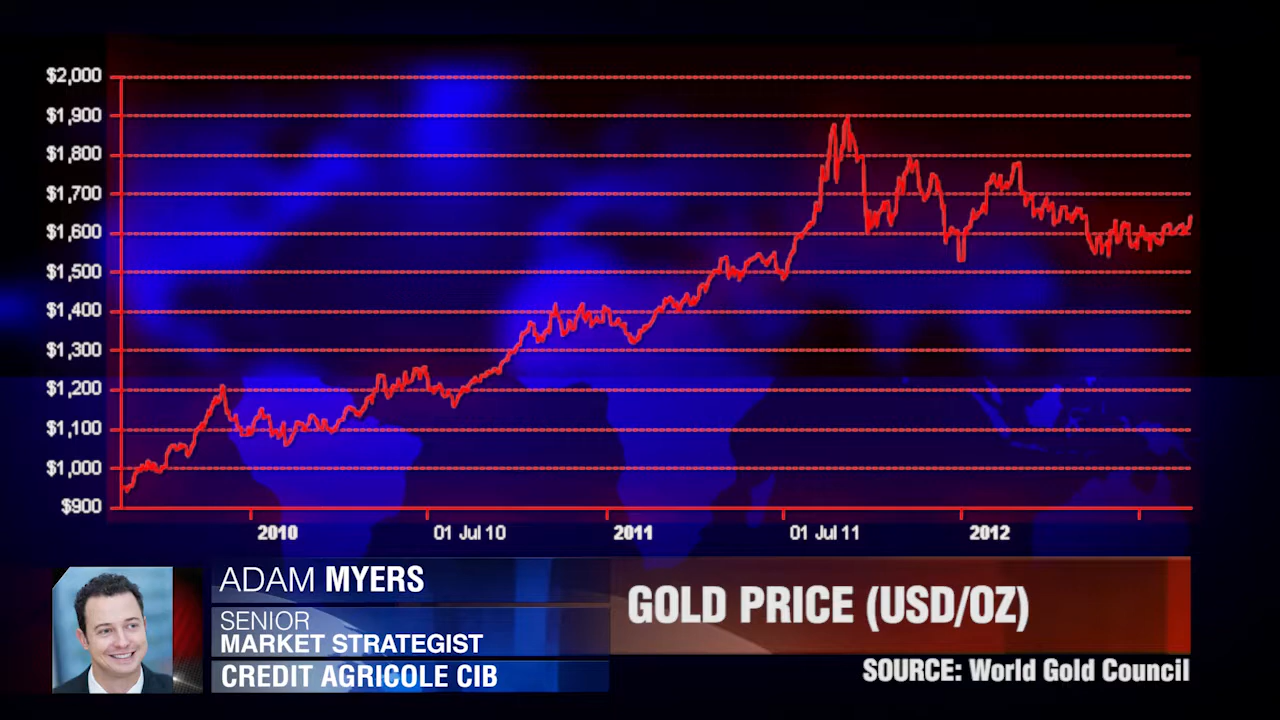 $2,000
$1,900
$1,800
$1,700
$1,600
$1,500
$1,400
$1,300
$1,200
$1,100
$1,000
$900
2010 01 Jul 10 2011 01 Jul 11 2012
ADAM MYERS
SENIOR
MARKET STRATEGIST
CREDIT AGRICOLE CIB
GOLD PRICE (USD/OZ)
SOURCE: World Gold Council